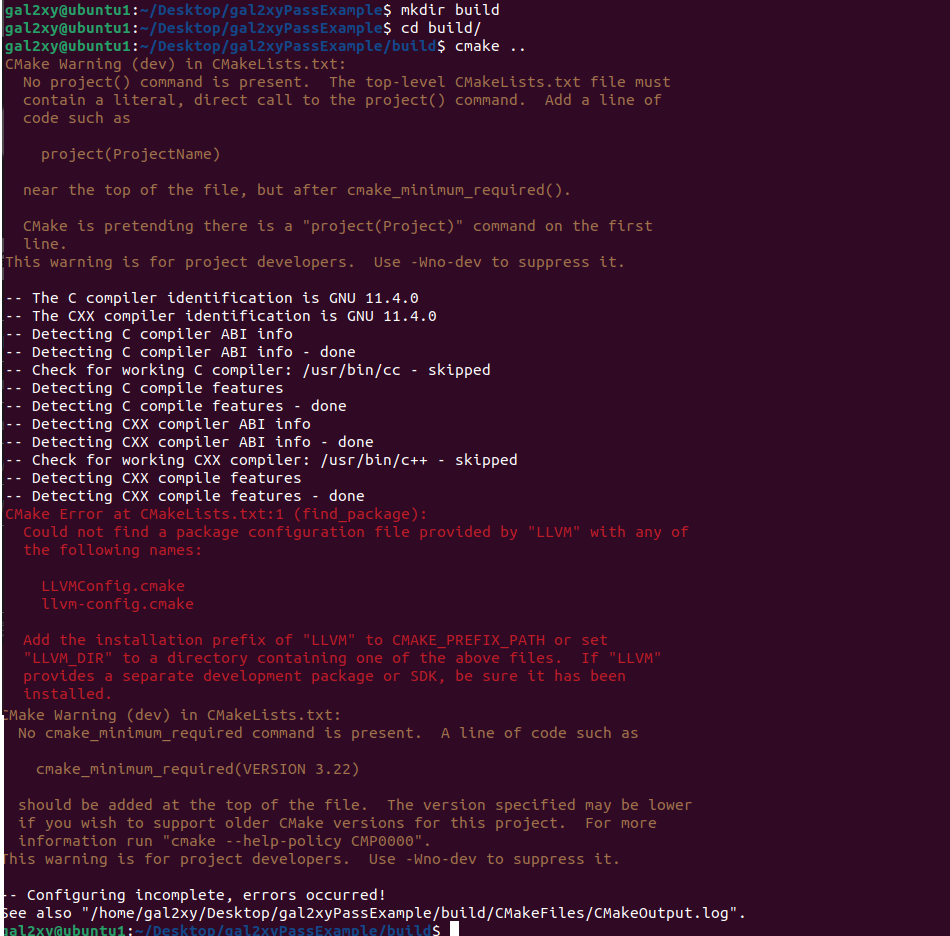 gal2xy@ubuntu1:~/Desktop/gal2xyPassExample$ mkdir build
gal2xy@ubuntu1:~/Desktop/gal2xyPassExample$ cd build/
gal2xy@ubuntu1:~/Desktop/gal2xyPassExample/build$ cmake ..
CMake Warning (dev) in CMakeLists.txt:
  No project() command is present.  The top-level CMakeLists.txt file must
  contain a literal, direct call to the project() command.  Add a line of
  code such as

    project(ProjectName)

  near the top of the file, but after cmake_minimum_required().

  CMake is pretending there is a "project(Project)" command on the first
  line.
This warning is for project developers.  Use -Wno-dev to suppress it.

-- The C compiler identification is GNU 11.4.0
-- The CXX compiler identification is GNU 11.4.0
-- Detecting C compiler ABI info
-- Detecting C compiler ABI info - done
-- Check for working C compiler: /usr/bin/cc - skipped
-- Detecting C compile features
-- Detecting C compile features - done
-- Detecting CXX compiler ABI info
-- Detecting CXX compiler ABI info - done
-- Check for working CXX compiler: /usr/bin/c++ - skipped
-- Detecting CXX compile features
-- Detecting CXX compile features - done
CMake Error at CMakeLists.txt:1 (find_package):
  Could not find a package configuration file provided by "LLVM" with any of
  the following names:

    LLVMConfig.cmake
    llvm-config.cmake

  Add the installation prefix of "LLVM" to CMAKE_PREFIX_PATH or set
  "LLVM_DIR" to a directory containing one of the above files.  If "LLVM"
  provides a separate development package or SDK, be sure it has been
  installed.
CMake Warning (dev) in CMakeLists.txt:
  No cmake_minimum_required command is present.  A line of code such as

    cmake_minimum_required(VERSION 3.22)

  should be added at the top of the file.  The version specified may be lower
  if you wish to support older CMake versions for this project.  For more
  information run "cmake --help-policy CMP0000".
This warning is for project developers.  Use -Wno-dev to suppress it.

-- Configuring incomplete, errors occurred!
See also "/home/gal2xy/Desktop/gal2xyPassExample/build/CMakeFiles/CMakeOutput.log".
gal2xy@ubuntu1:~/Desktop/gal2xyPassExample/build$